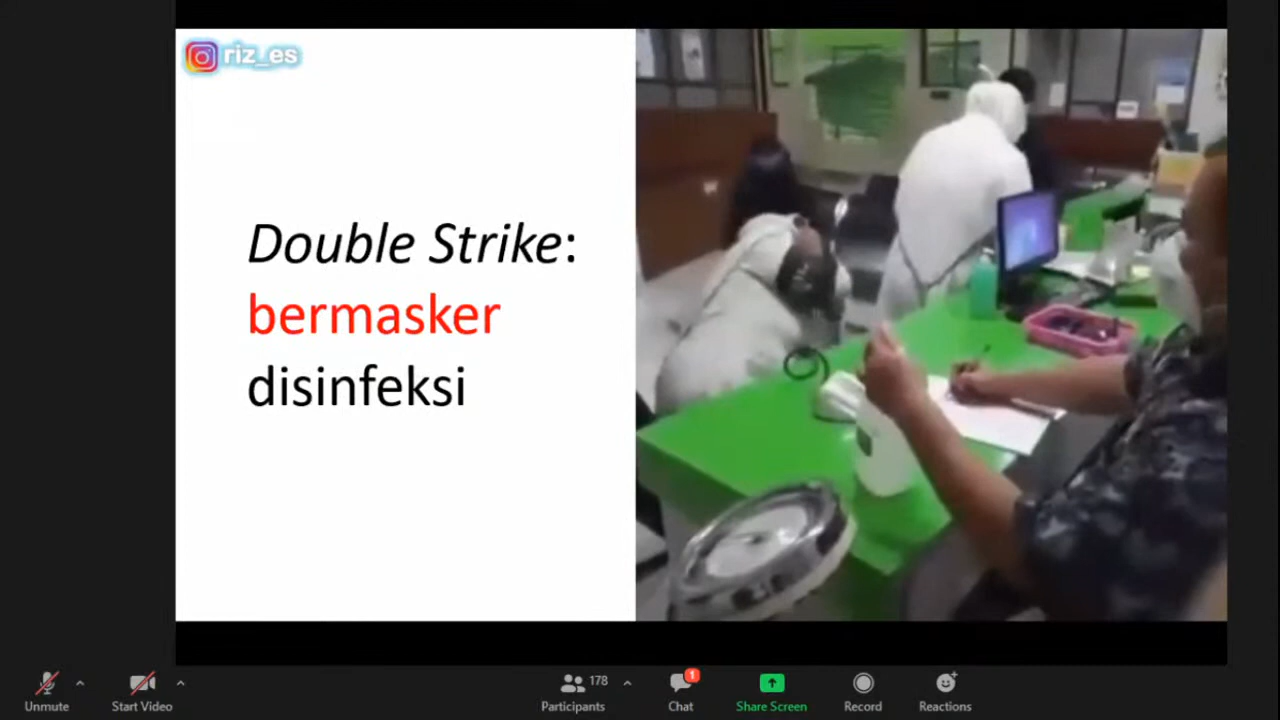 riz_es
Double Strike:
bermasker
disinfeksi
178
1
Unmute
Start Video
Participants
Chat
Share Screen
Record
Reactions